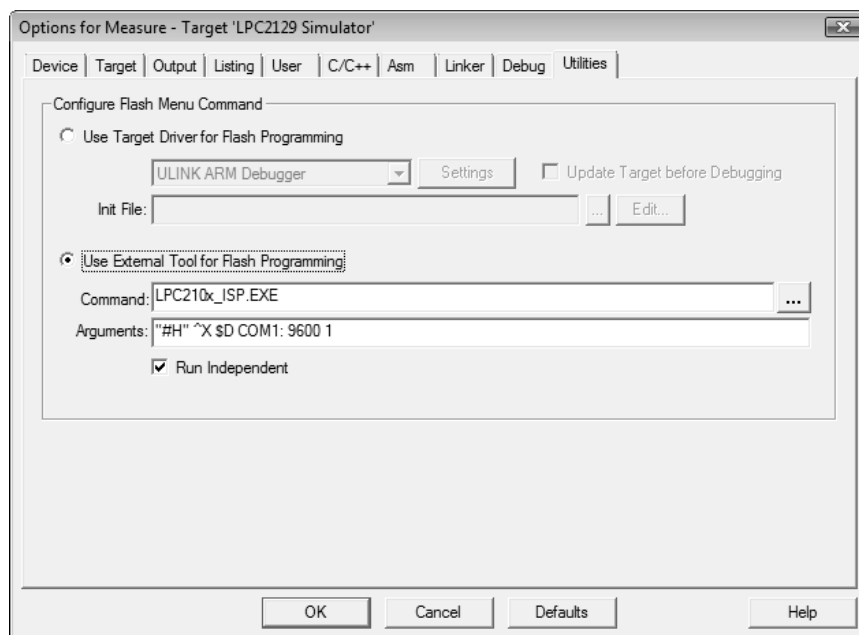 Options for Measure - Target 'LPC2129 Simulator'
Device Target Output Listing User C/C++ Asm Linker Debug Utilities
Configure Flash Menu Command
Use Target Driver for Flash Programming
ULINK ARM Debugger Settings Update Target before Debugging
Init File: ... Edit...
Use External Tool for Flash Programming
Command: LPC210x_ISP.EXE ...
Arguments: "#H" ^X $D COM1: 9600 1
Run Independent
OK Cancel Defaults Help